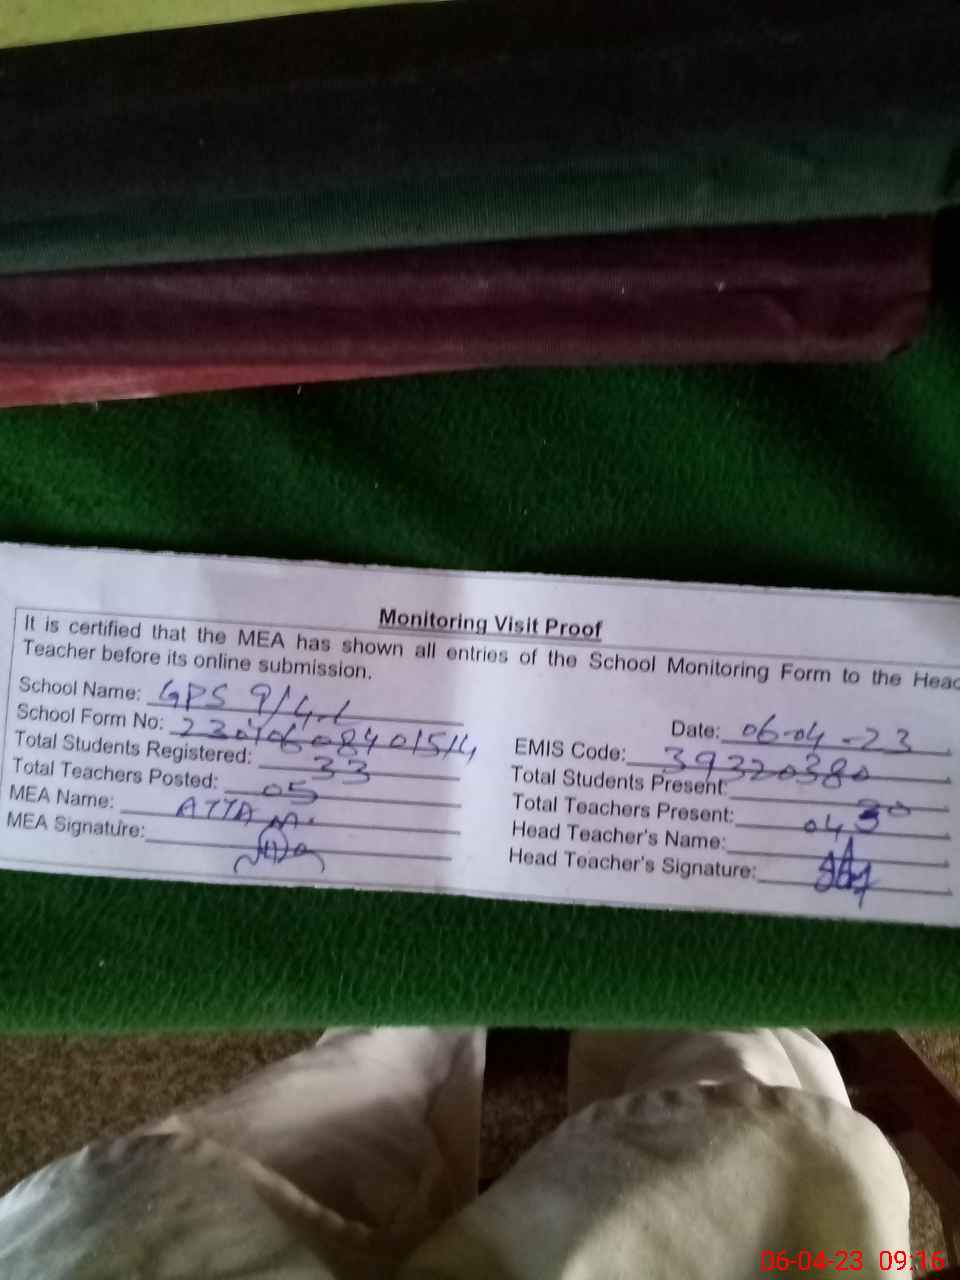 Monitoring Visit Proof
It is certified that the MEA has shown all entries of the School Monitoring Form to the Head
Teacher before its online submission.
School Name: GPS 9/4-L
Date: 06-04-23
School Form No:
EMIS Code: 39320380
Total Students Registered: 33
Total Students Present: 30
Total Teachers Posted: 05
Total Teachers Present: 04
MEA Name: ATTA M.
Head Teacher's Name:
MEA Signature:
Head Teacher's Signature:
06-04-23 09:16